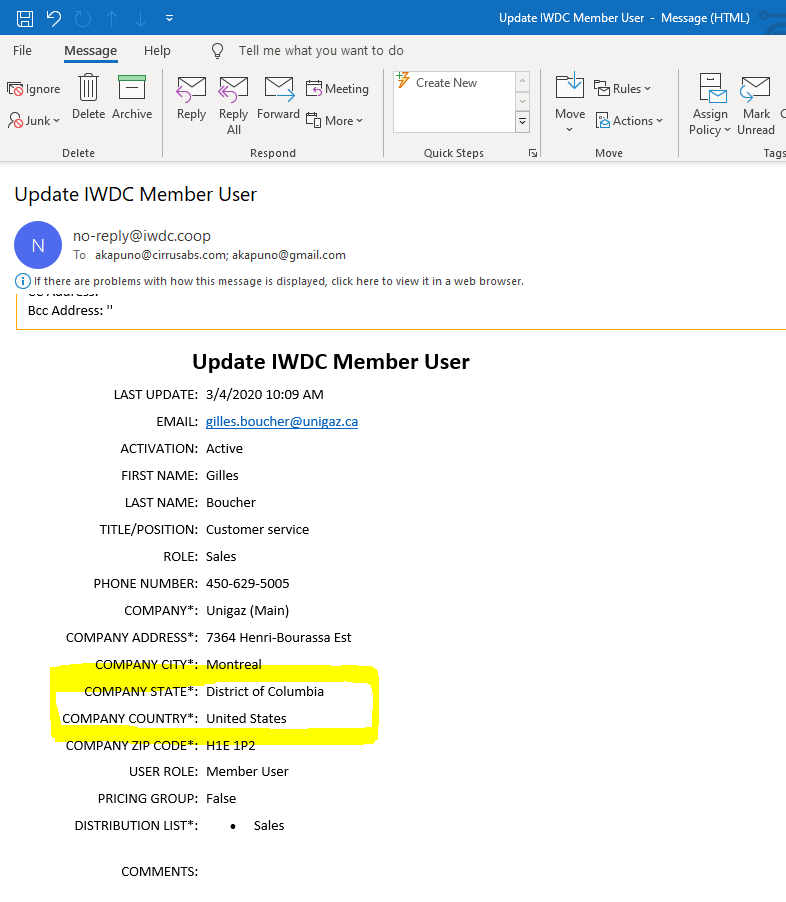 Update IWDC Member User - Message (HTML)
File Message Help Tell me what you want to do
Ignore
Junk
Delete
Archive
Delete
Reply
Reply All
Forward
Meeting
More
Respond
Create New
Quick Steps
Move
Rules
Actions
Move
Assign Policy
Mark Unread
Tags
Update IWDC Member User
N
no-reply@iwdc.coop
To akapuno@cirrusabs.com; akapuno@gmail.com
If there are problems with how this message is displayed, click here to view it in a web browser.
Bcc Address: ''
Update IWDC Member User
LAST UPDATE: 3/4/2020 10:09 AM
EMAIL: gilles.boucher@unigaz.ca
ACTIVATION: Active
FIRST NAME: Gilles
LAST NAME: Boucher
TITLE/POSITION: Customer service
ROLE: Sales
PHONE NUMBER: 450-629-5005
COMPANY*: Unigaz (Main)
COMPANY ADDRESS*: 7364 Henri-Bourassa Est
COMPANY CITY*: Montreal
COMPANY STATE*: District of Columbia
COMPANY COUNTRY*: United States
COMPANY ZIP CODE*: H1E 1P2
USER ROLE: Member User
PRICING GROUP: False
DISTRIBUTION LIST*: • Sales
COMMENTS: